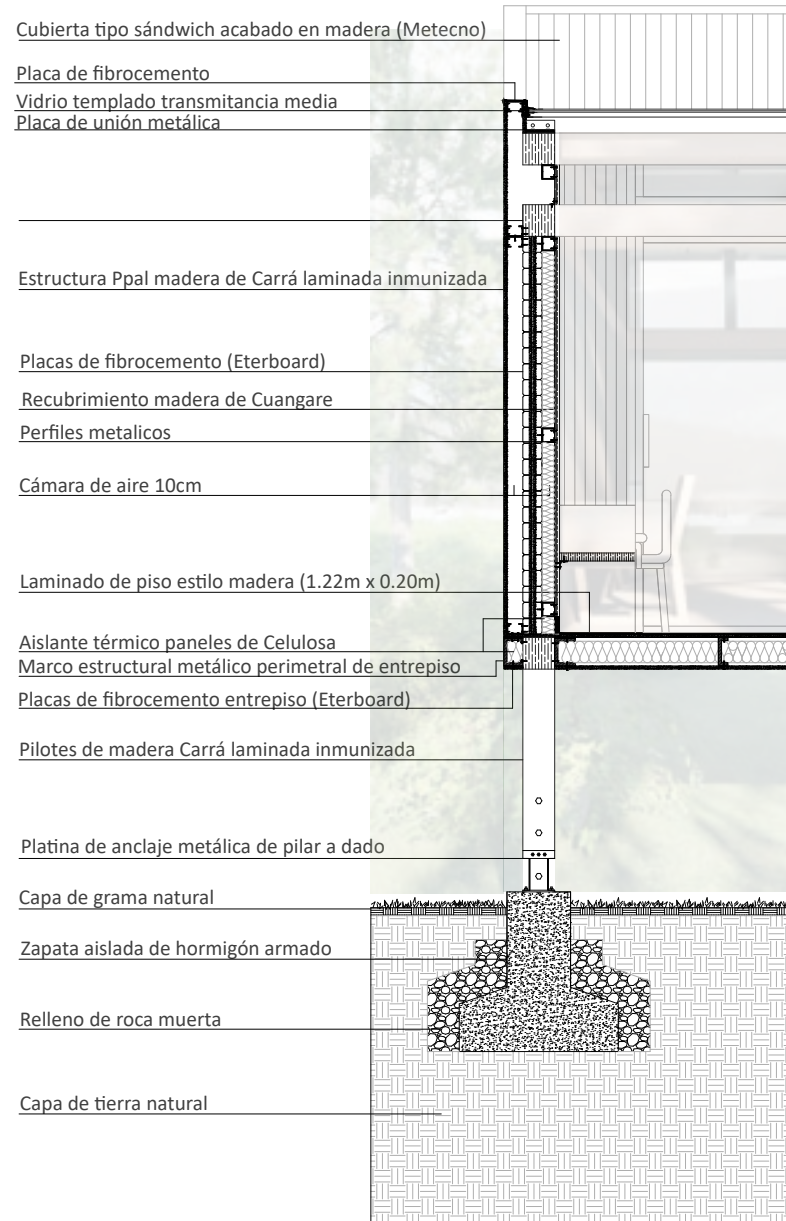 Cubierta tipo sándwich acabado en madera (Metecno)
Placa de fibrocemento
Vidrio templado transmitancia media
Placa de unión metálica
Estructura Ppal madera de Carrá laminada inmunizada
Placas de fibrocemento (Eterboard)
Recubrimiento madera de Cuangare
Perfiles metalicos
Cámara de aire 10cm
Laminado de piso estilo madera (1.22m x 0.20m)
Aislante térmico paneles de Celulosa
Marco estructural metálico perimetral de entrepiso
Placas de fibrocemento entrepiso (Eterboard)
Pilotes de madera Carrá laminada inmunizada
Platina de anclaje metálica de pilar a dado
Capa de grama natural
Zapata aislada de hormigón armado
Relleno de roca muerta
Capa de tierra natural